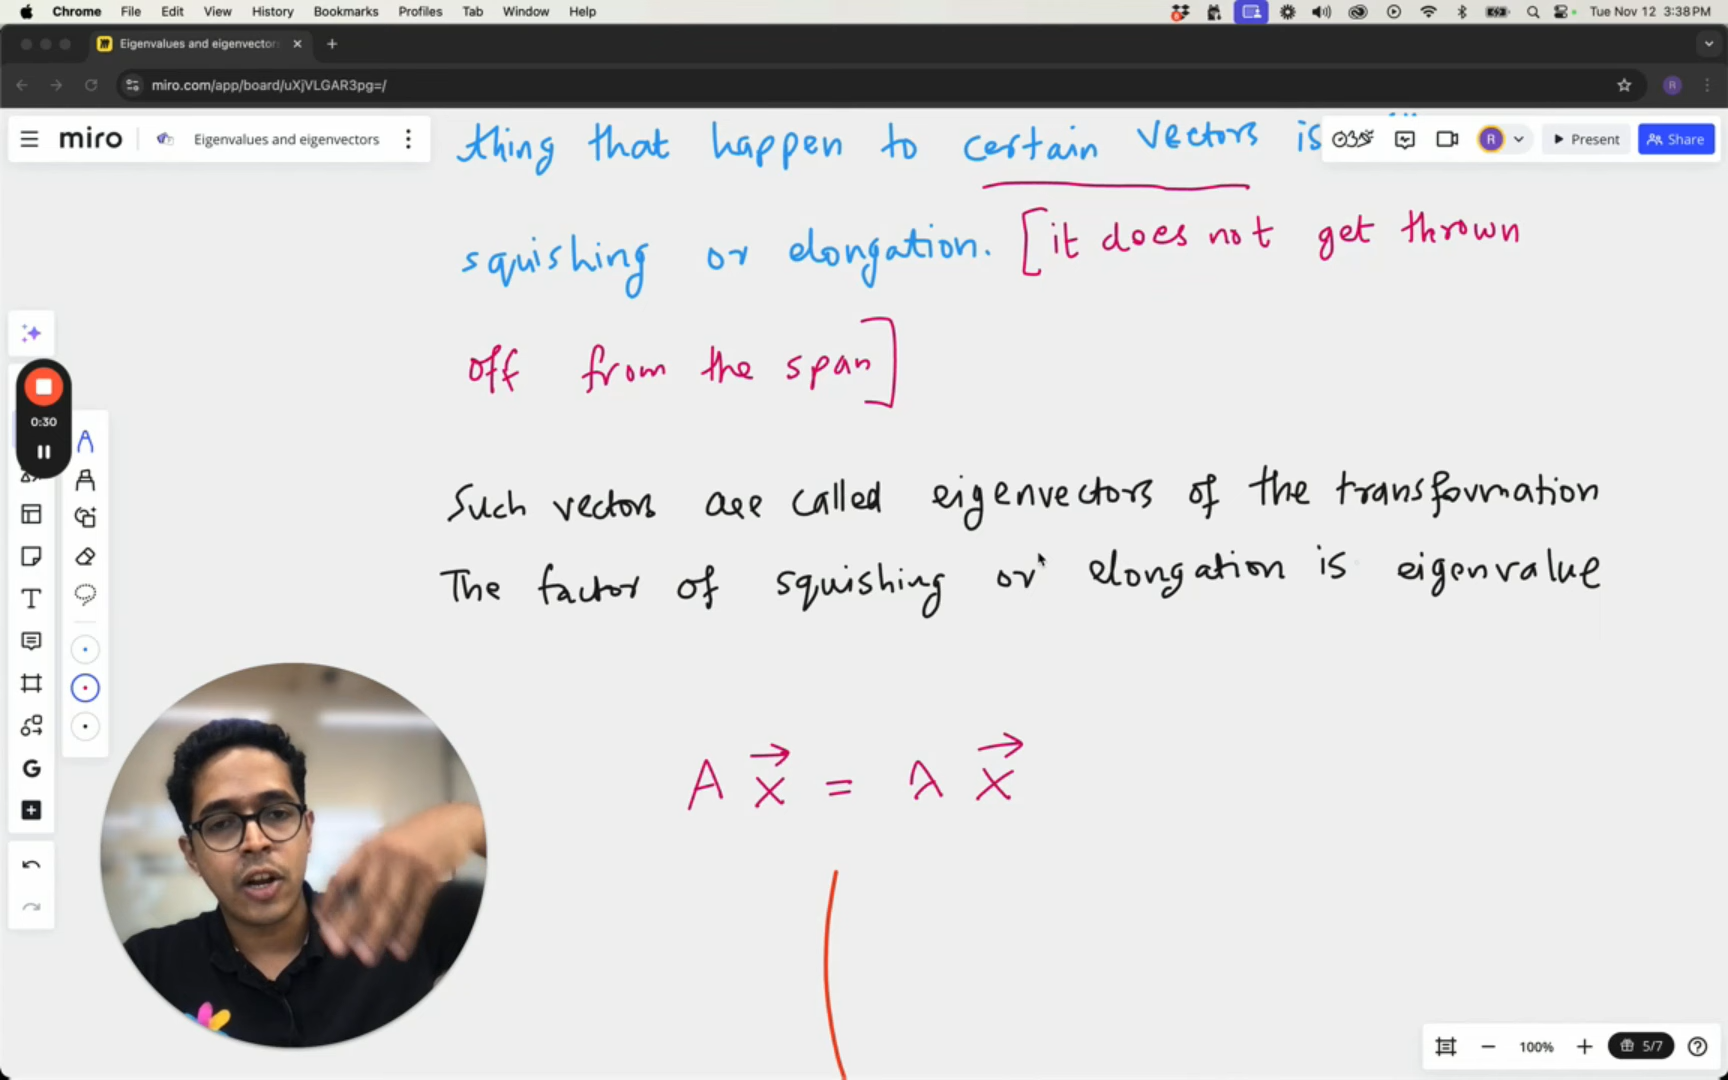 Chrome File Edit View History Bookmarks Profiles Tab Window Help Tue Nov 12 3:38 PM
Eigenvalues and eigenvector
miro.com/app/board/uXjVLGAR3pg=/ R
miro Eigenvalues and eigenvectors R Present Share
thing that happen to certain vectors is
squishing or elongation. [it does not get thrown
off from the span]
0:30
Such vectors are called eigenvectors of the transformation
The factor of squishing or elongation is eigenvalue
A x⃗ = λ x⃗
100% 5/7